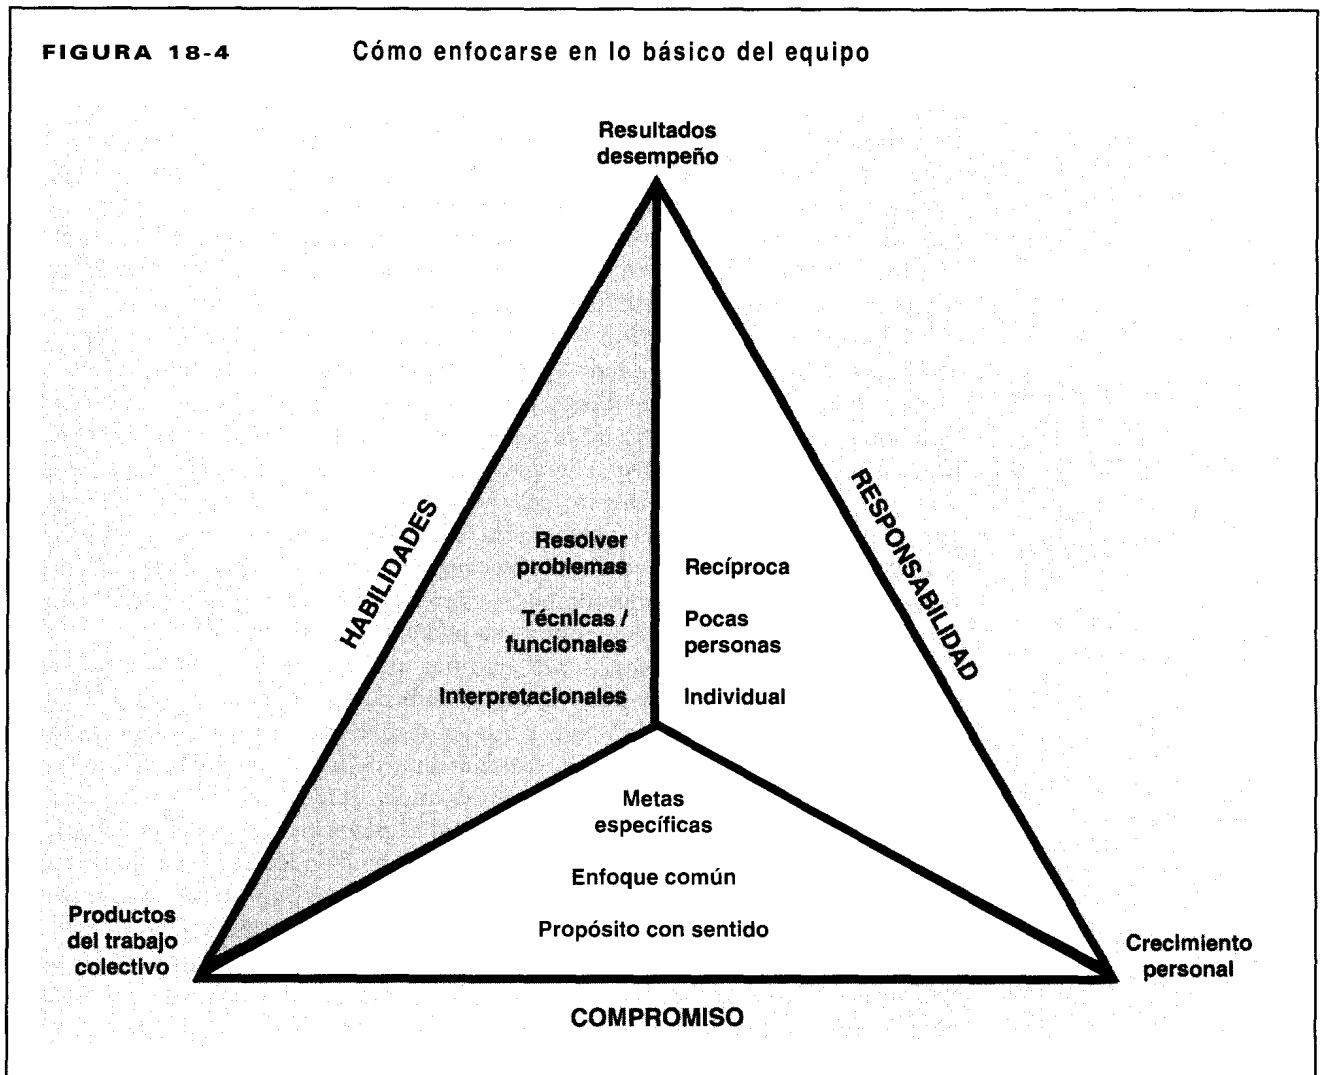 FIGURA 18-4 Cómo enfocarse en lo básico del equipo
Resultados
desempeño
HABILIDADES
RESPONSABILIDAD
Resolver
problemas
Técnicas /
funcionales
Interpretacionales
Recíproca
Pocas
personas
Individual
Metas
específicas
Enfoque común
Propósito con sentido
Productos
del trabajo
colectivo
Crecimiento
personal
COMPROMISO